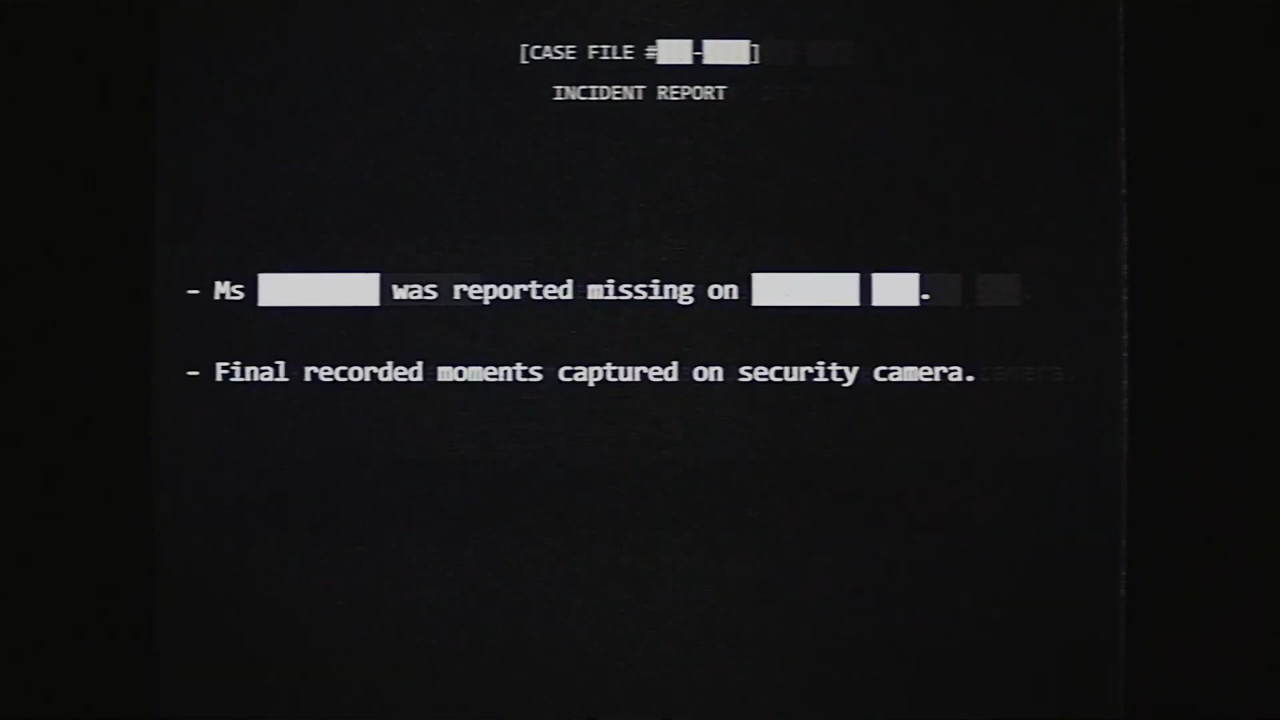 [CASE FILE #███-████]
INCIDENT REPORT
– Ms ████████ was reported missing on ███████ ███.
– Final recorded moments captured on security camera.